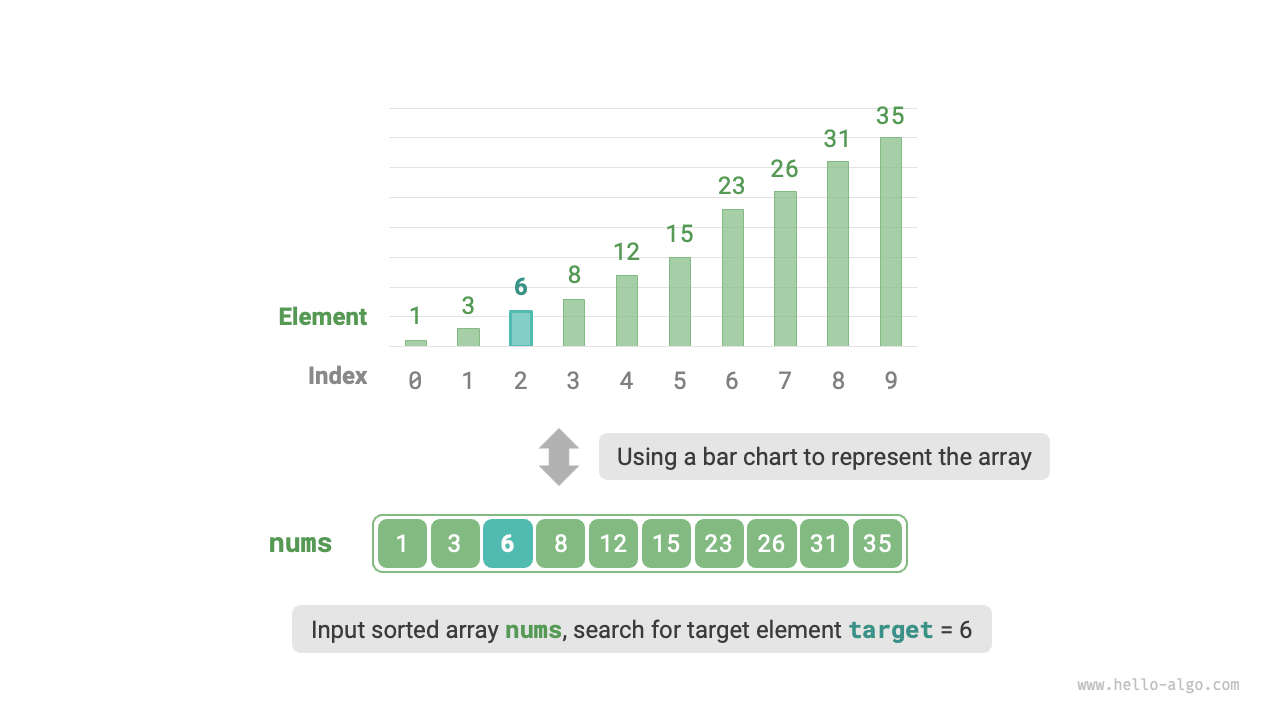 35
31
26
23
15
12
8
6
3
1
Element
Index 0 1 2 3 4 5 6 7 8 9
Using a bar chart to represent the array
nums 1 3 6 8 12 15 23 26 31 35
Input sorted array nums, search for target element target = 6
www.hello-algo.com